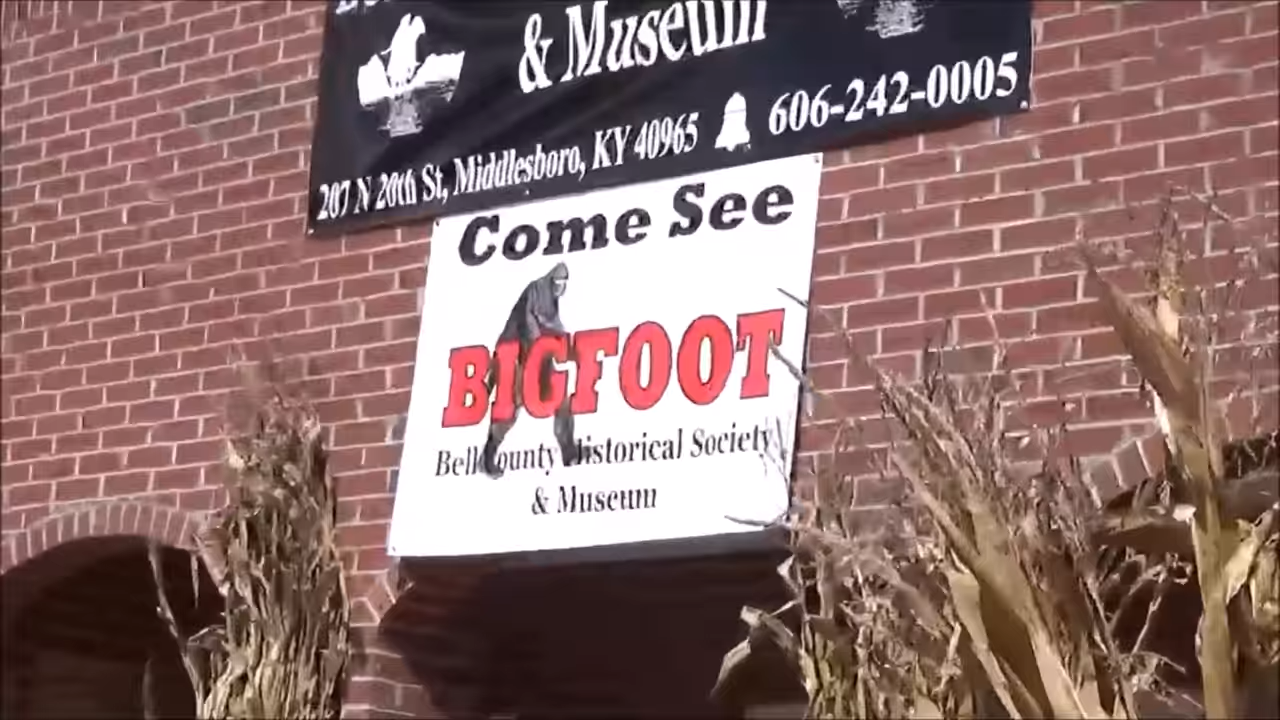 & Museum
207 N 20th St, Middlesboro, KY 40965 606-242-0005
Come See
BIGFOOT
Bell County Historical Society
& Museum